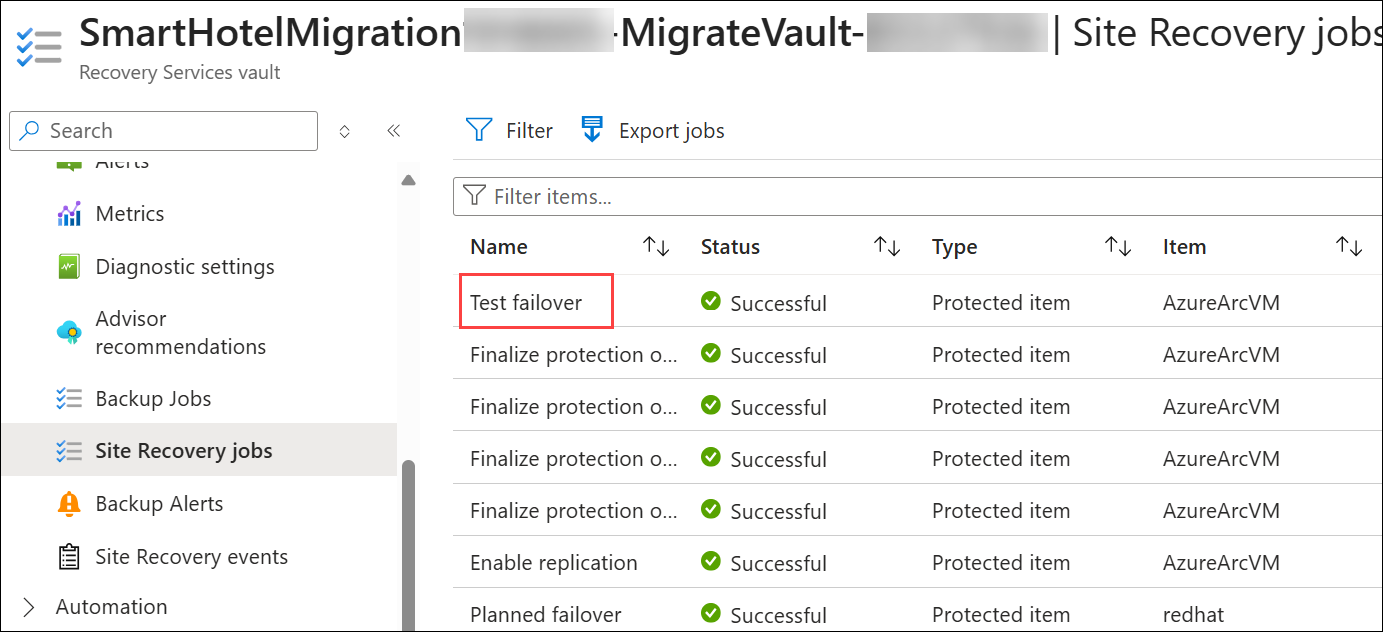 SmartHotelMigration -MigrateVault- | Site Recovery jobs
Recovery Services vault
Search
Filter
Export jobs
Alerts
Metrics
Diagnostic settings
Advisor
recommendations
Backup Jobs
Site Recovery jobs
Backup Alerts
Site Recovery events
Automation
Filter items...
Name Status Type Item
Test failover Successful Protected item AzureArcVM
Finalize protection o... Successful Protected item AzureArcVM
Finalize protection o... Successful Protected item AzureArcVM
Finalize protection o... Successful Protected item AzureArcVM
Finalize protection o... Successful Protected item AzureArcVM
Enable replication Successful Protected item AzureArcVM
Planned failover Successful Protected item redhat